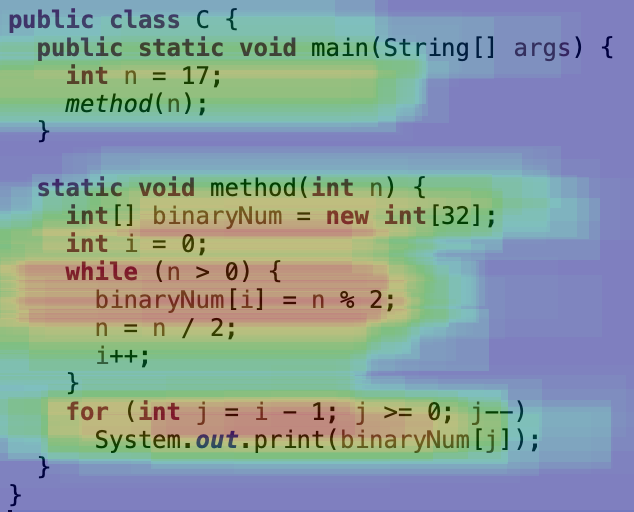 public class C {
  public static void main(String[] args) {
    int n = 17;
    method(n);
  }

  static void method(int n) {
    int[] binaryNum = new int[32];
    int i = 0;
    while (n > 0) {
      binaryNum[i] = n % 2;
      n = n / 2;
      i++;
    }
    for (int j = i - 1; j >= 0; j--)
      System.out.print(binaryNum[j]);
  }
}